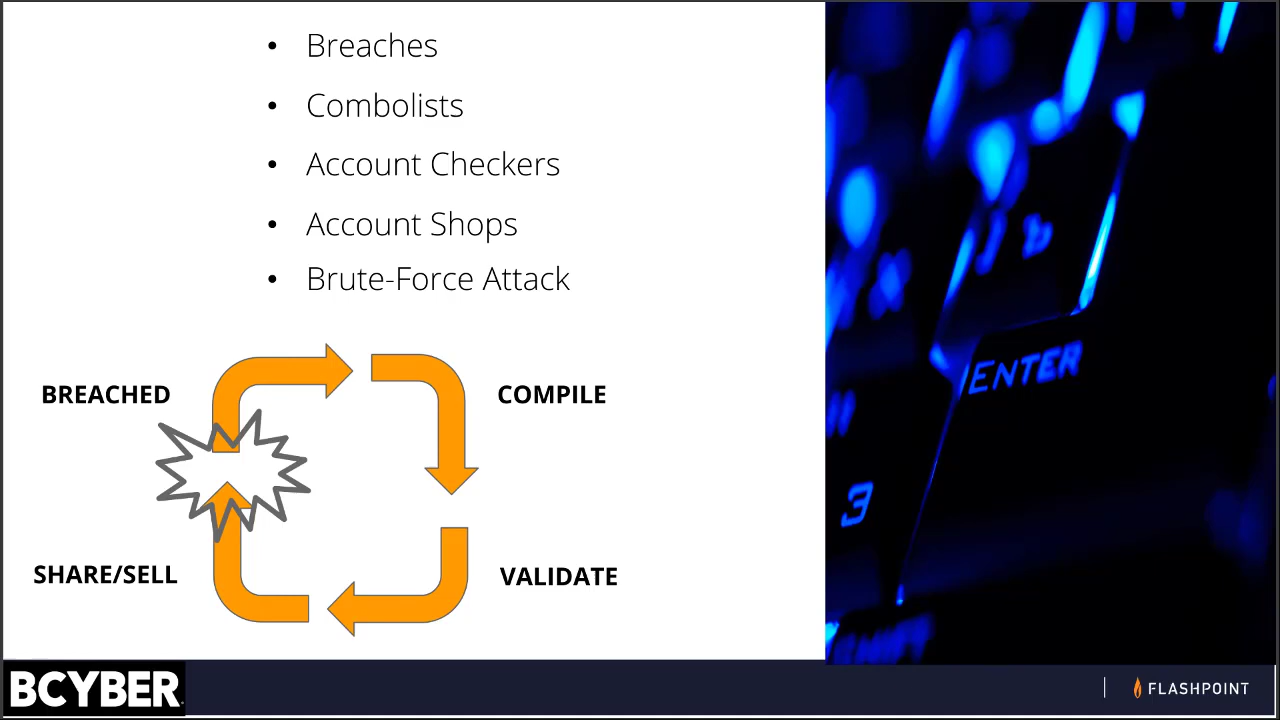 Breaches
Combolists
Account Checkers
Account Shops
Brute-Force Attack
BREACHED
COMPILE
SHARE/SELL
VALIDATE
ENTER
3
BCYBER
FLASHPOINT